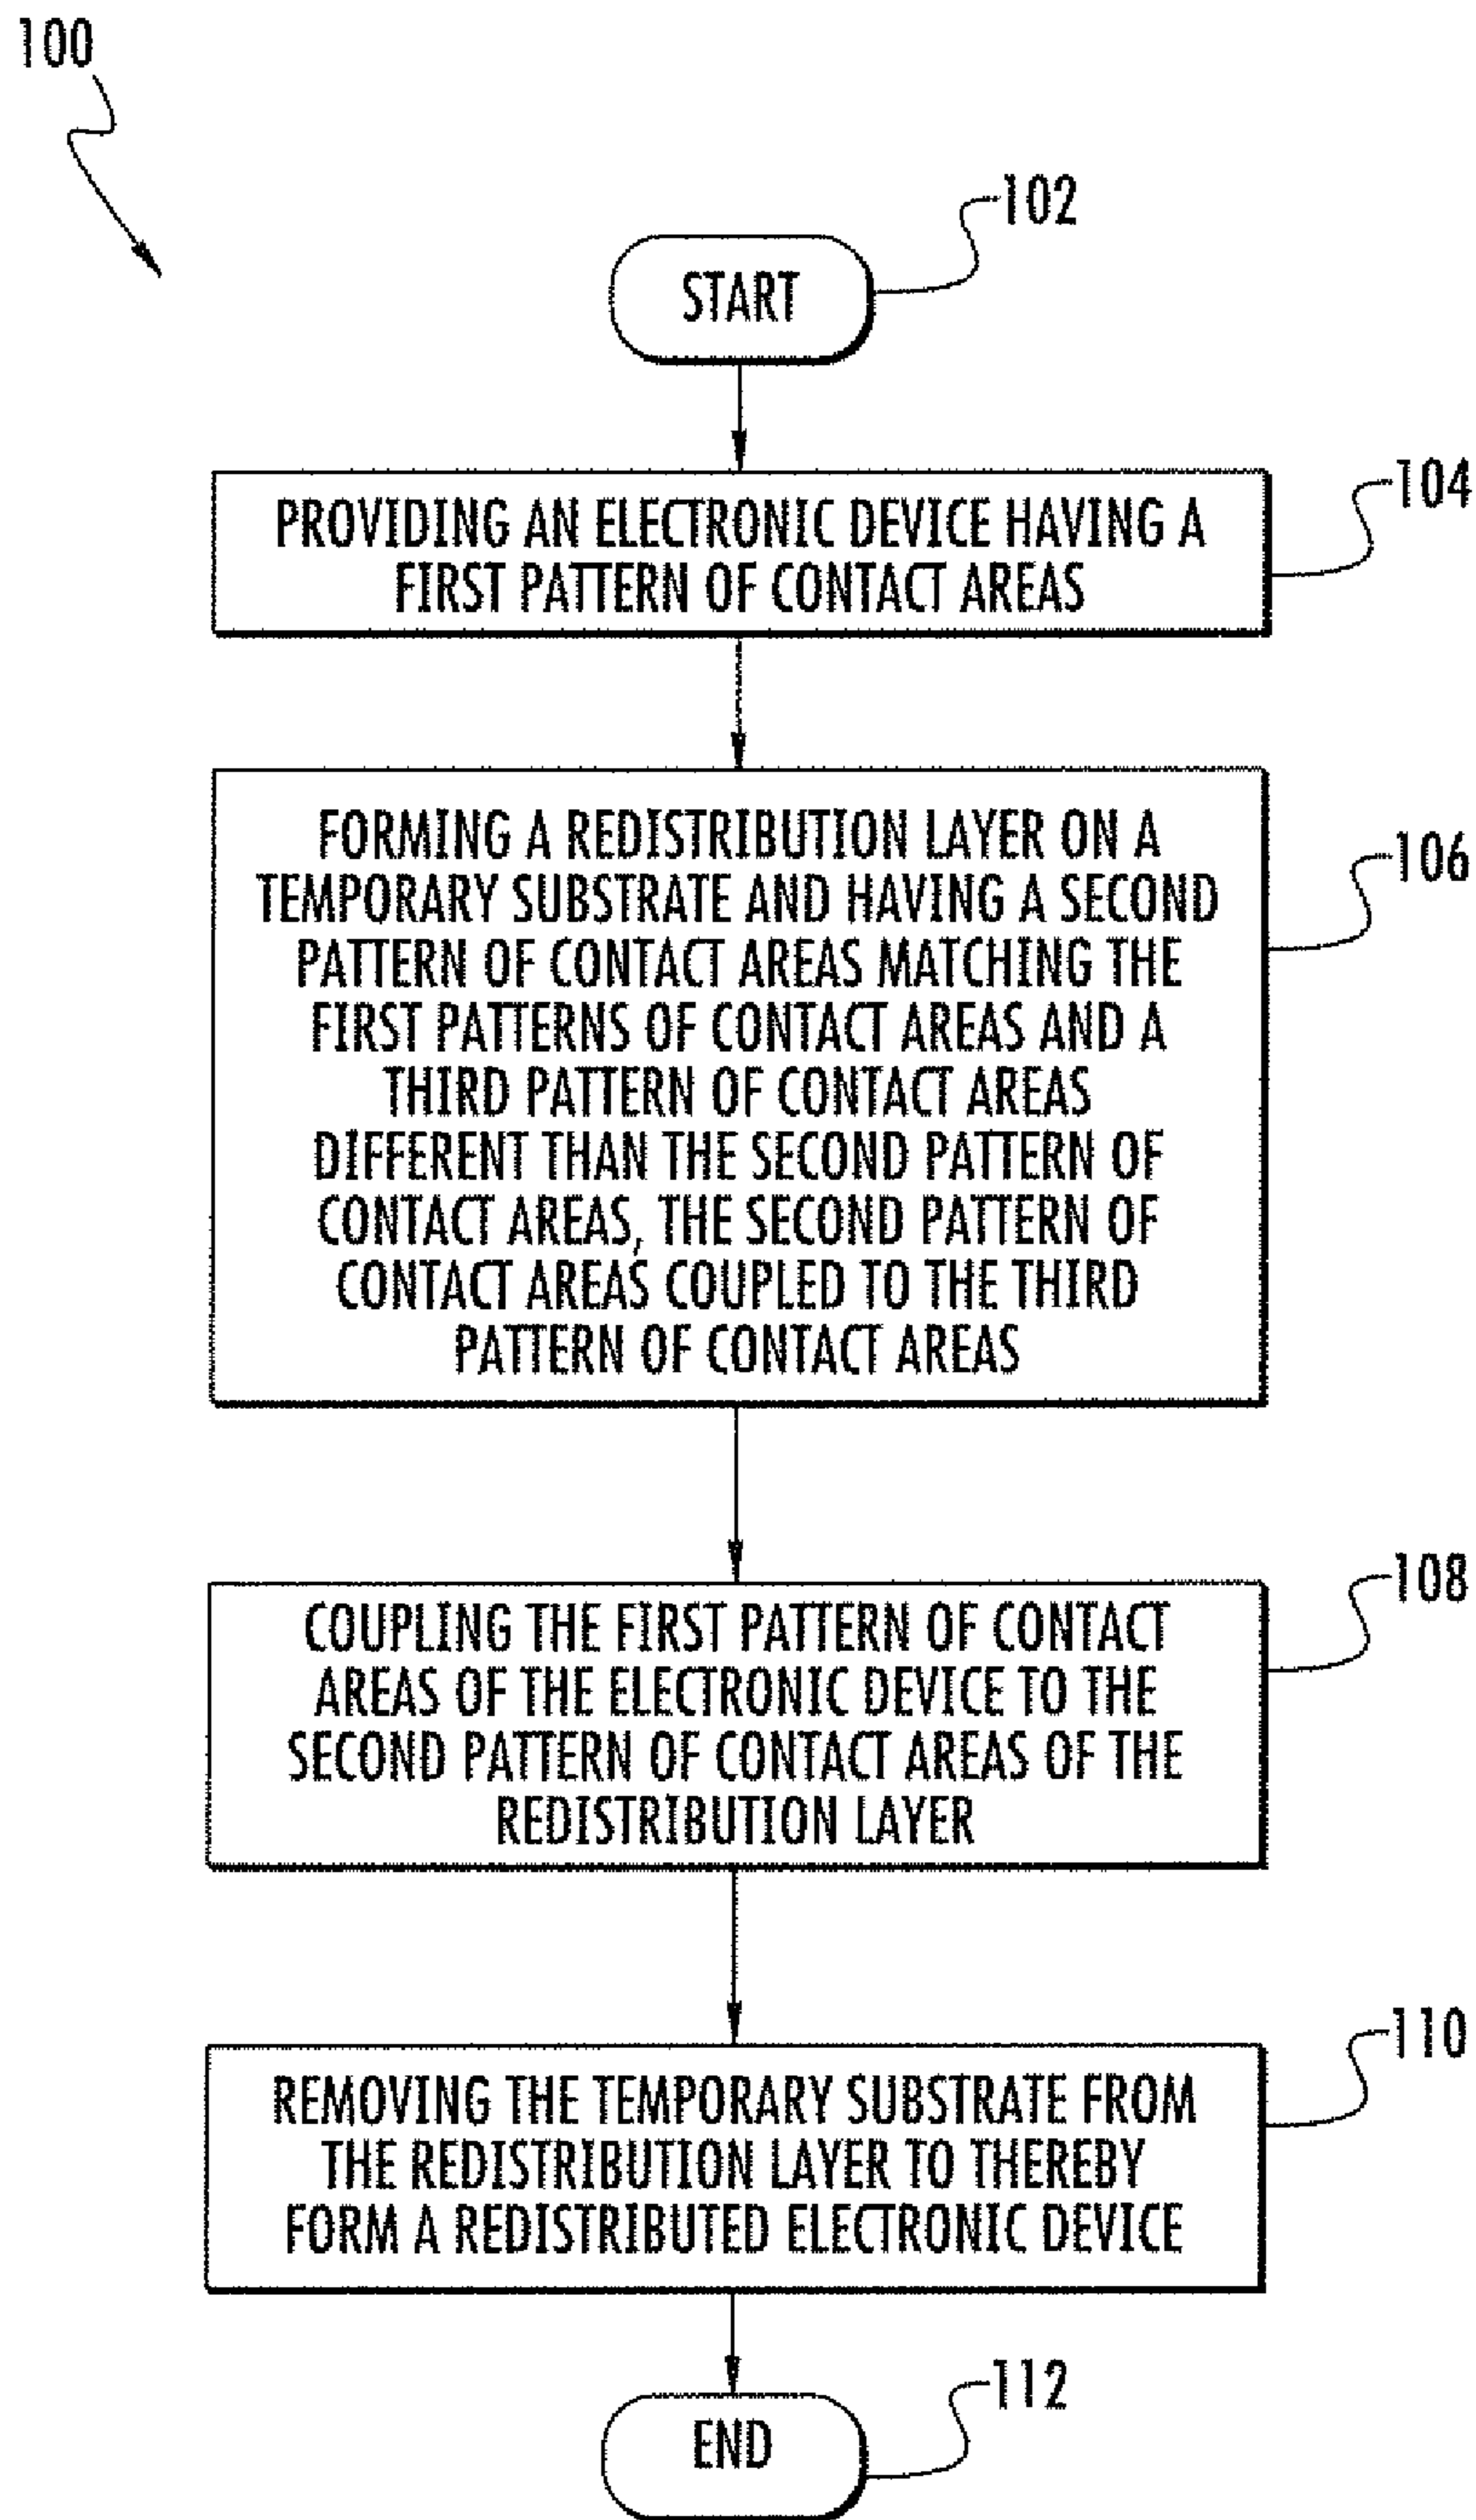 100
102
START
104
PROVIDING AN ELECTRONIC DEVICE HAVING A
FIRST PATTERN OF CONTACT AREAS
106
FORMING A REDISTRIBUTION LAYER ON A
TEMPORARY SUBSTRATE AND HAVING A SECOND
PATTERN OF CONTACT AREAS MATCHING THE
FIRST PATTERNS OF CONTACT AREAS AND A
THIRD PATTERN OF CONTACT AREAS
DIFFERENT THAN THE SECOND PATTERN OF
CONTACT AREAS, THE SECOND PATTERN OF
CONTACT AREAS COUPLED TO THE THIRD
PATTERN OF CONTACT AREAS
108
COUPLING THE FIRST PATTERN OF CONTACT
AREAS OF THE ELECTRONIC DEVICE TO THE
SECOND PATTERN OF CONTACT AREAS OF THE
REDISTRIBUTION LAYER
110
REMOVING THE TEMPORARY SUBSTRATE FROM
THE REDISTRIBUTION LAYER TO THEREBY
FORM A REDISTRIBUTED ELECTRONIC DEVICE
112
END